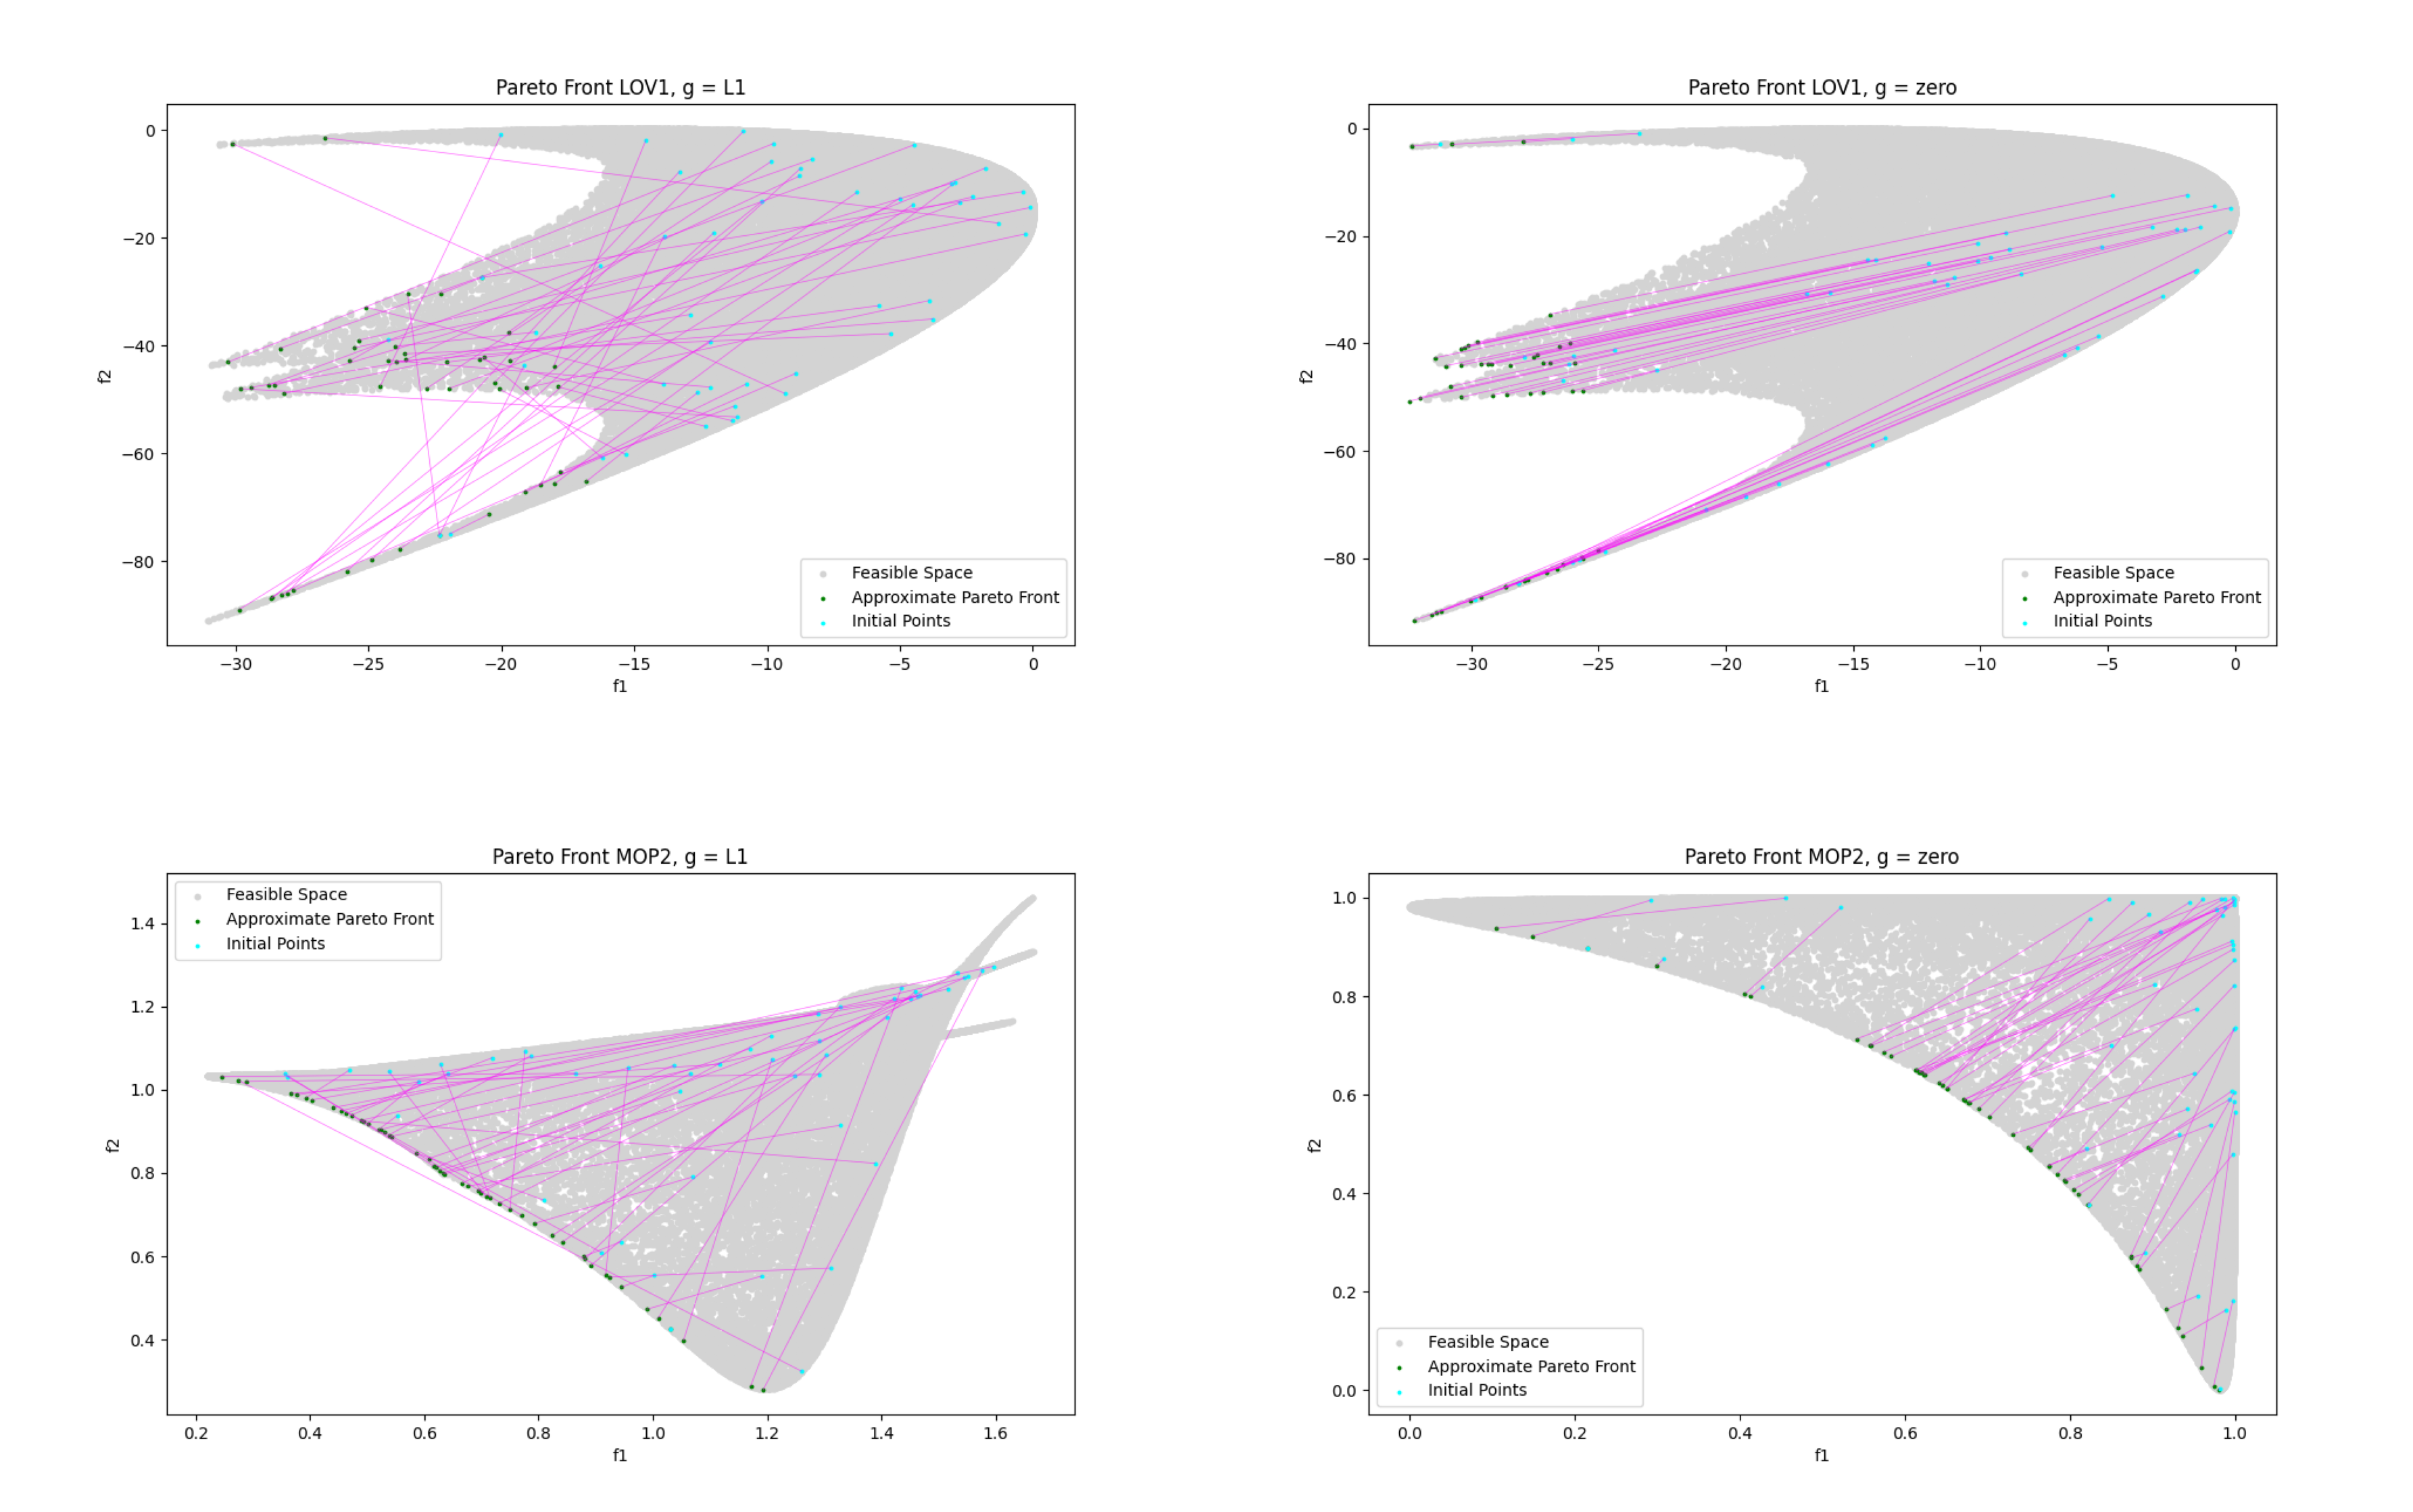 Pareto Front LOV1, g = L1
0
−20
−40
−60
−80
f2
−30 −25 −20 −15 −10 −5 0
f1
Feasible Space
Approximate Pareto Front
Initial Points
Pareto Front LOV1, g = zero
0
−20
−40
−60
−80
f2
−30 −25 −20 −15 −10 −5 0
f1
Feasible Space
Approximate Pareto Front
Initial Points
Pareto Front MOP2, g = L1
Feasible Space
Approximate Pareto Front
Initial Points
1.4
1.2
1.0
0.8
0.6
0.4
f2
0.2 0.4 0.6 0.8 1.0 1.2 1.4 1.6
f1
Pareto Front MOP2, g = zero
1.0
0.8
0.6
0.4
0.2
0.0
f2
Feasible Space
Approximate Pareto Front
Initial Points
0.0 0.2 0.4 0.6 0.8 1.0
f1